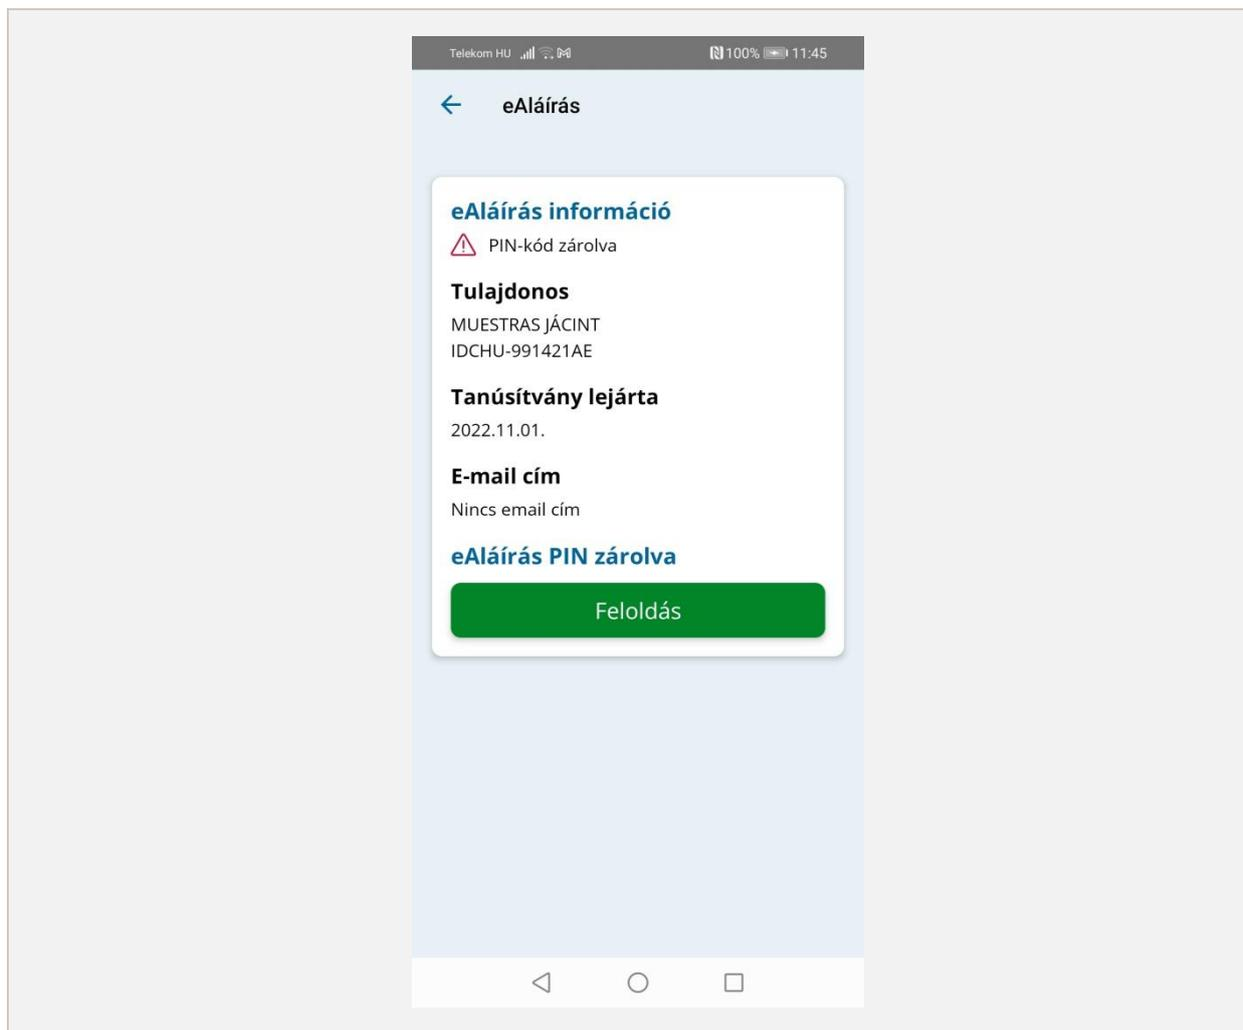 Telekom HU 100% 11:45
eAláírás
eAláírás információ
PIN-kód zárolva
Tulajdonos
MUESTRAS JÁCINT
IDCHU-991421AE
Tanúsítvány lejárta
2022.11.01.
E-mail cím
Nincs email cím
eAláírás PIN zárolva
Feloldás